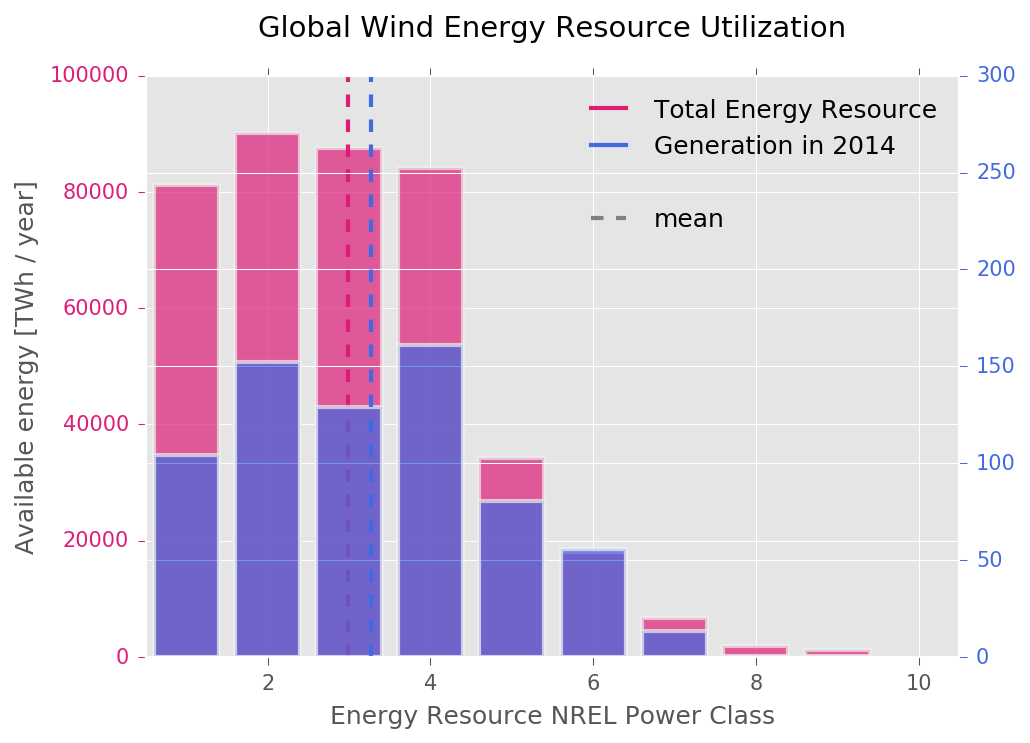 Global Wind Energy Resource Utilization
Total Energy Resource
Generation in 2014
mean
Available energy [TWh / year]
100000
80000
60000
40000
20000
0
300
250
200
150
100
50
0
2 4 6 8 10
Energy Resource NREL Power Class